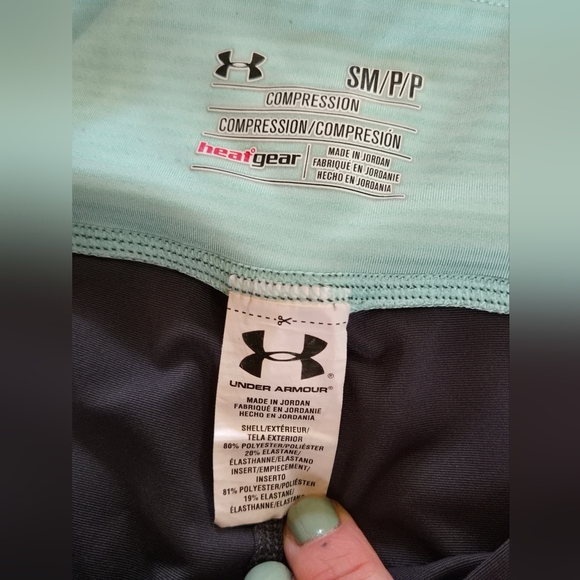 SM/P/P
COMPRESSION
COMPRESSION/COMPRESIÓN
heatgear
MADE IN JORDAN
FABRIQUÉ EN JORDANIE
HECHO EN JORDANIA
UNDER ARMOUR®
MADE IN JORDAN
FABRIQUÉ EN JORDANIE
HECHO EN JORDANIA
SHELL/EXTÉRIEUR/
TELA EXTERIOR
80% POLYESTER/POLIÉSTER
20% ELASTANE/
ÉLASTHANNE/ELASTANO
INSERT/EMPIECEMENT/
INSERTO
81% POLYESTER/POLIÉSTER
19% ELASTANE/
ÉLASTHANNE/ELASTANO